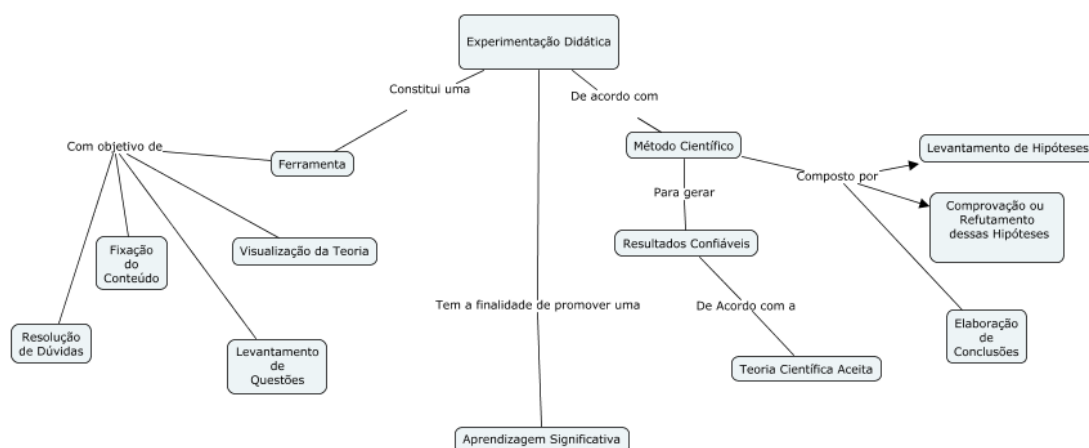 Experimentação Didática
Constitui uma
De acordo com
Com objetivo de
Ferramenta
Método Científico
Levantamento de Hipóteses
Composto por
Para gerar
Comprovação ou
Refutamento
dessas Hipóteses
Fixação
do
Conteúdo
Visualização da Teoria
Resultados Confiáveis
Tem a finalidade de promover uma
De Acordo com a
Resolução
de Dúvidas
Levantamento
de
Questões
Elaboração
de
Conclusões
Teoria Científica Aceita
Aprendizagem Significativa